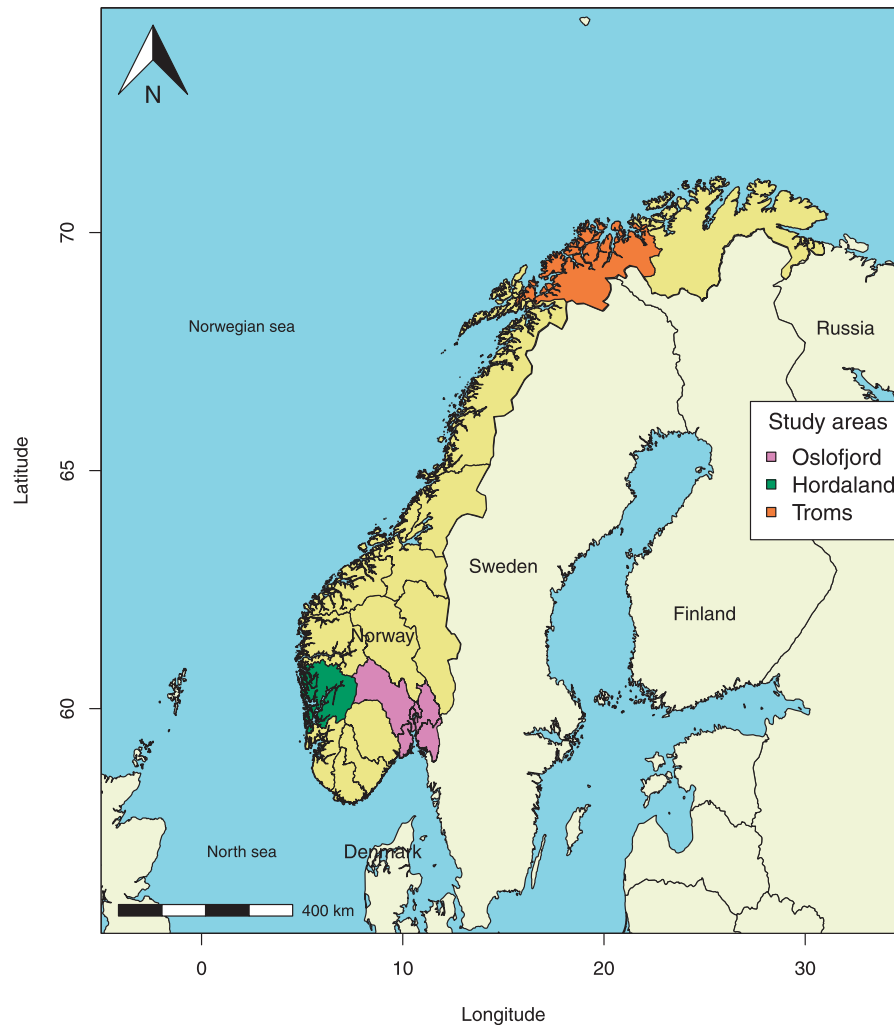 N
70
Norwegian sea
Russia
Study areas
Oslofjord
Hordaland
Troms
Latitude
65
Sweden
Finland
Norway
60
North sea
Denmark
400 km
0
10
20
30
Longitude